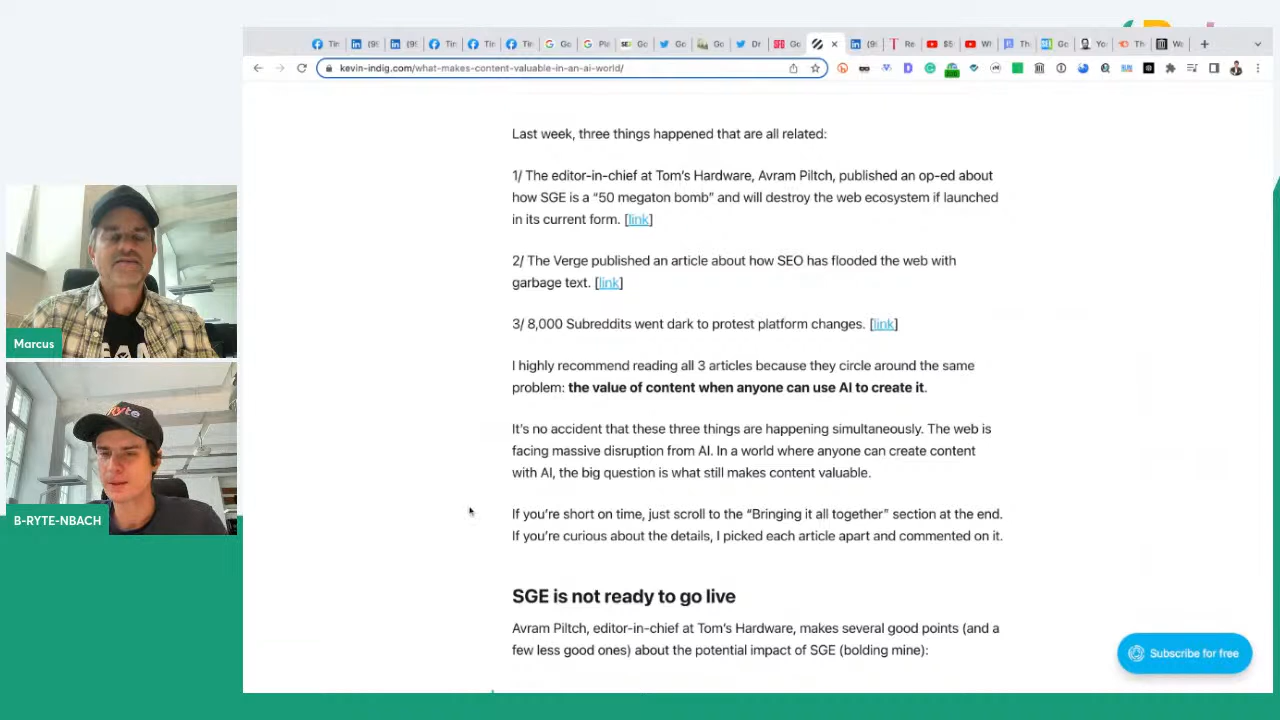 kevin-indig.com/what-makes-content-valuable-in-an-ai-world/
Last week, three things happened that are all related:
1/ The editor-in-chief at Tom's Hardware, Avram Piltch, published an op-ed about
how SGE is a “50 megaton bomb” and will destroy the web ecosystem if launched
in its current form. [link]
2/ The Verge published an article about how SEO has flooded the web with
garbage text. [link]
3/ 8,000 Subreddits went dark to protest platform changes. [link]
I highly recommend reading all 3 articles because they circle around the same
problem: the value of content when anyone can use AI to create it.
It's no accident that these three things are happening simultaneously. The web is
facing massive disruption from AI. In a world where anyone can create content
with AI, the big question is what still makes content valuable.
If you're short on time, just scroll to the “Bringing it all together” section at the end.
If you're curious about the details, I picked each article apart and commented on it.
SGE is not ready to go live
Avram Piltch, editor-in-chief at Tom's Hardware, makes several good points (and a
few less good ones) about the potential impact of SGE (bolding mine):
Subscribe for free
Marcus
Ryte
B-RYTE-NBACH